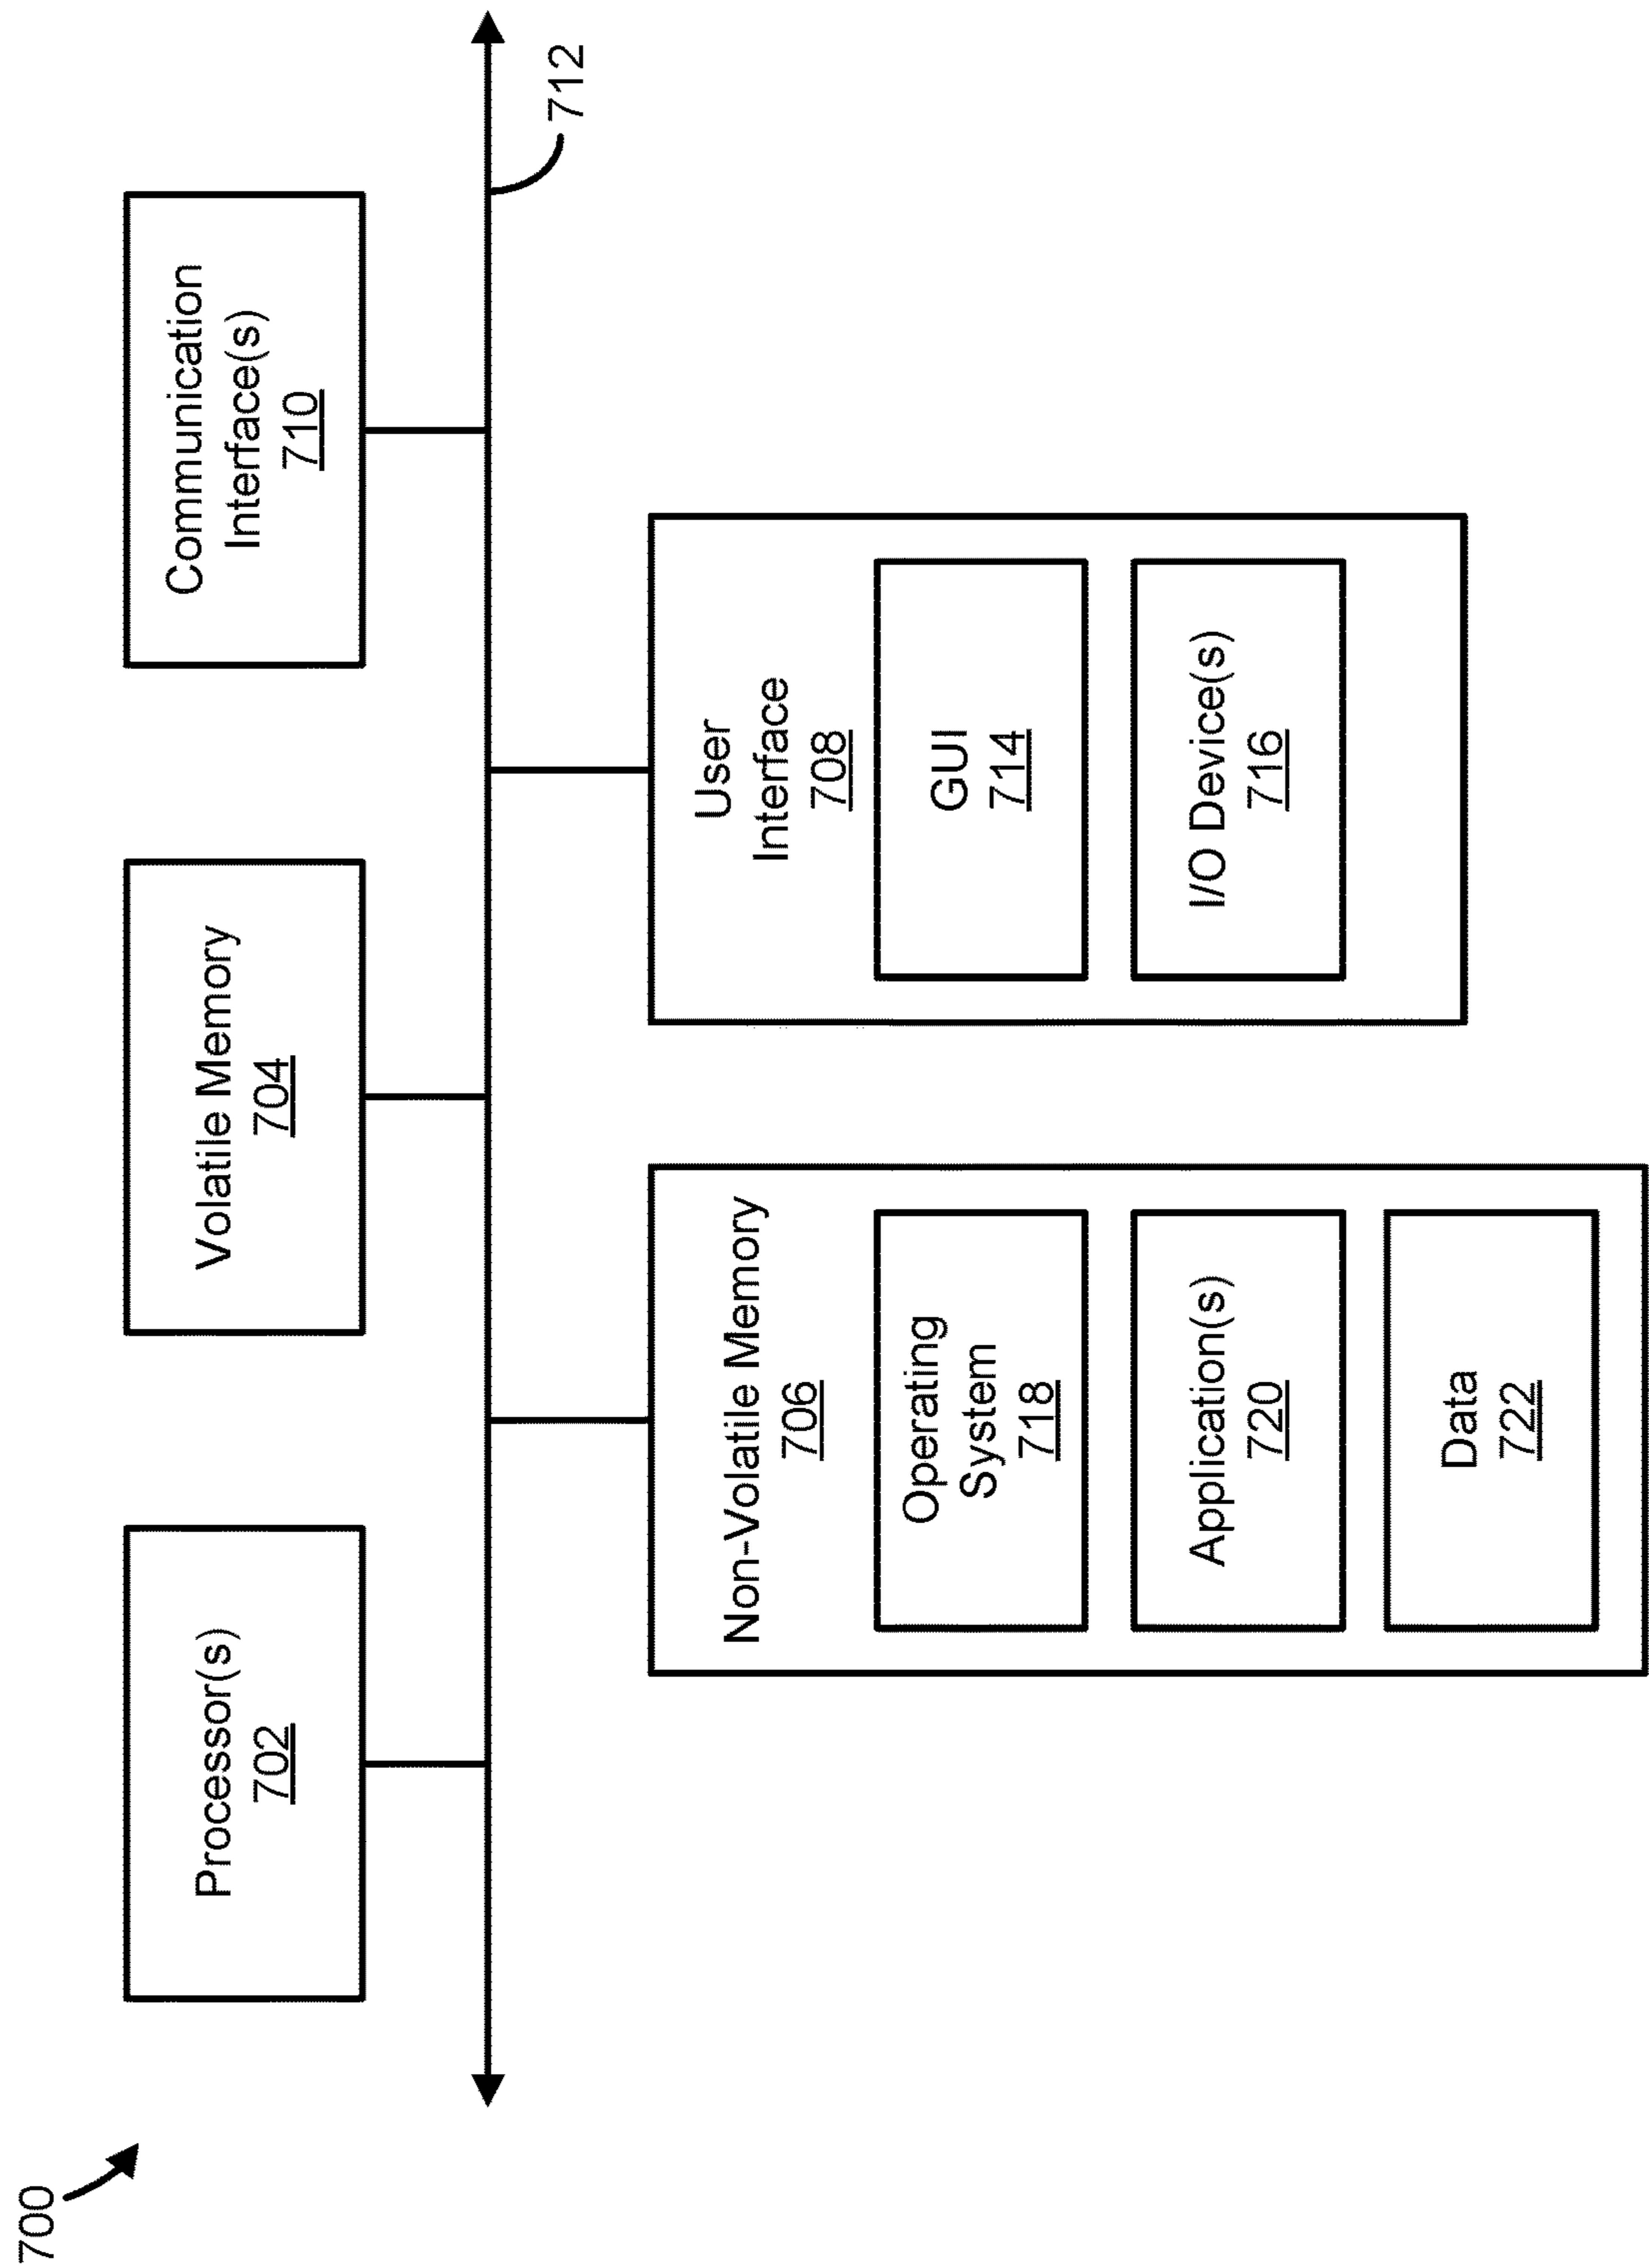 700
Processor(s)
702
Volatile Memory
704
Communication
Interface(s)
710
712
Non-Volatile Memory
706
Operating
System
718
Application(s)
720
Data
722
User
Interface
708
GUI
714
I/O Device(s)
716